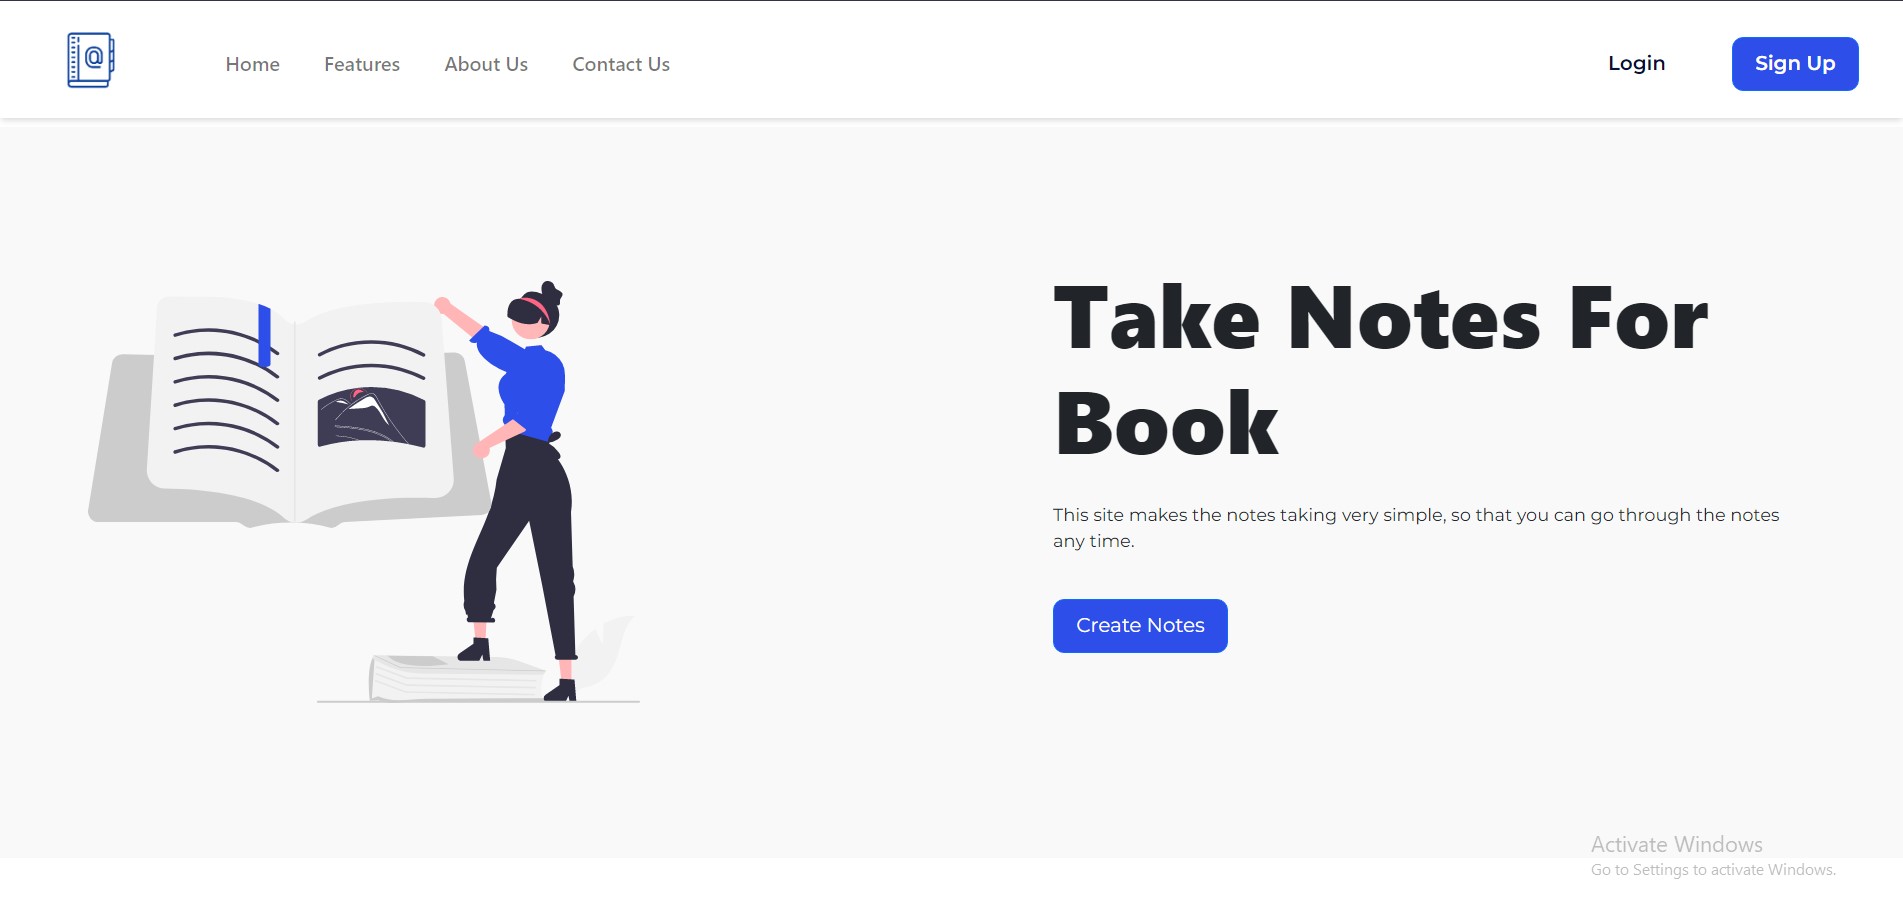 @
Home
Features
About Us
Contact Us
Login
Sign Up
Take Notes For
Book
This site makes the notes taking very simple, so that you can go through the notes
any time.
Create Notes
Activate Windows
Go to Settings to activate Windows.